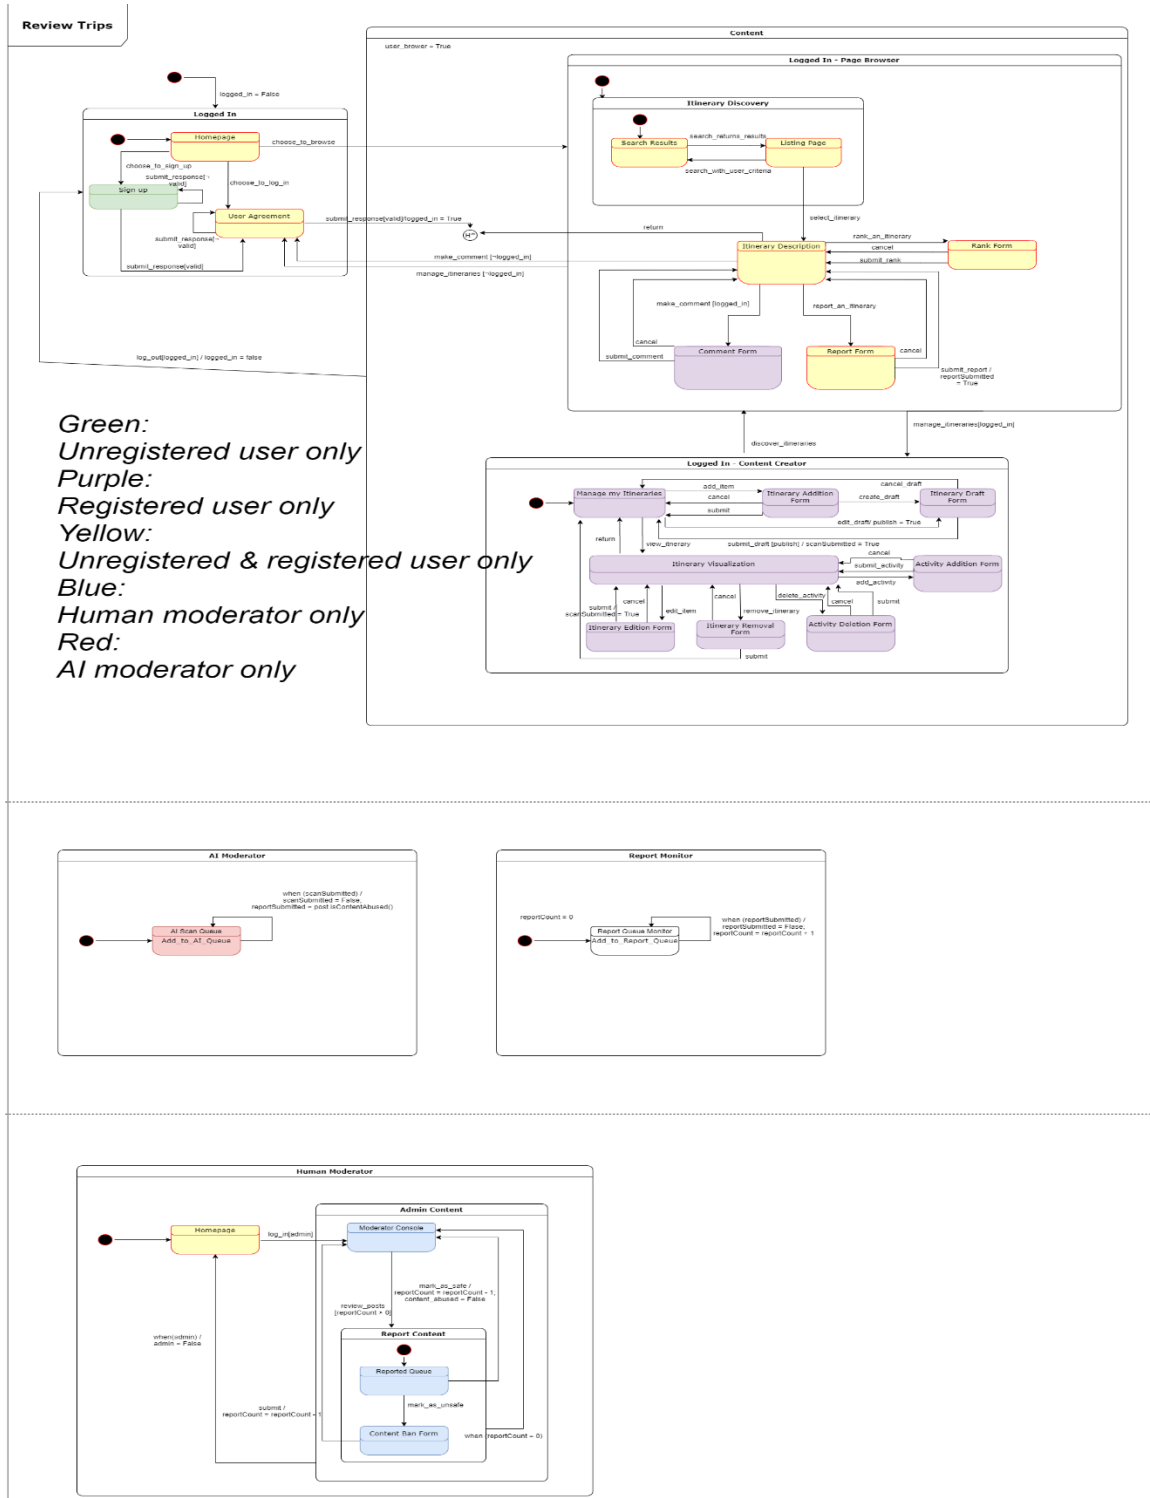 Review Trips
Content
user_brower = True
Logged In - Page Browser
logged_in = False
Logged In
Itinerary Discovery
Homepage
choose_to_browse
Search Results
search_returns_results
Listing Page
search_with_user_criteria
choose_to_sign_up
submit_response[¬
valid]
Sign up
choose_to_log_in
User Agreement
submit_response[valid]/logged_in = True
submit_response[¬
valid]
submit_response[valid]
select_itinerary
return
H*
Itinerary Description
rank_an_itinerary
cancel
submit_rank
Rank Form
make_comment [¬logged_in]
manage_itineraries [¬logged_in]
make_comment [logged_in]
report_an_itinerary
cancel
submit_comment
Comment Form
Report Form
cancel
submit_report /
reportSubmitted
= True
log_out[logged_in] / logged_in = false
discover_itineraries
manage_itineraries[logged_in]
Green:
Unregistered user only
Purple:
Registered user only
Yellow:
Unregistered & registered user only
Blue:
Human moderator only
Red:
AI moderator only
Logged In - Content Creator
Manage my Itineraries
add_item
cancel
submit
Itinerary Addition
Form
create_draft
cancel_draft
Itinerary Draft
Form
edit_draft/ publish = True
return
view_itinerary
submit_draft [publish] / scanSubmitted = True
Itinerary Visualization
cancel
submit_activity
add_activity
Activity Addition Form
submit /
scanSubmitted = True
cancel
edit_item
cancel
remove_itinerary
delete_activity
cancel
submit
Itinerary Edition Form
Itinerary Removal
Form
Activity Deletion Form
submit
AI Moderator
when (scanSubmitted) /
scanSubmitted = False;
reportSubmitted = post.isContentAbused()
AI Scan Queue
Add_to_AI_Queue
Report Monitor
reportCount = 0
Report Queue Monitor
Add_to_Report_Queue
when (reportSubmitted) /
reportSubmitted = Flase;
reportCount = reportCount + 1
Human Moderator
Admin Content
Homepage
log_in[admin]
Moderator Console
mark_as_safe /
reportCount = reportCount - 1;
content_abused = False
review_posts
[reportCount > 0]
when(admin) /
admin = False
Report Content
Reported Queue
mark_as_unsafe
submit /
reportCount = reportCount - 1
Content Ban Form
when (reportCount = 0)